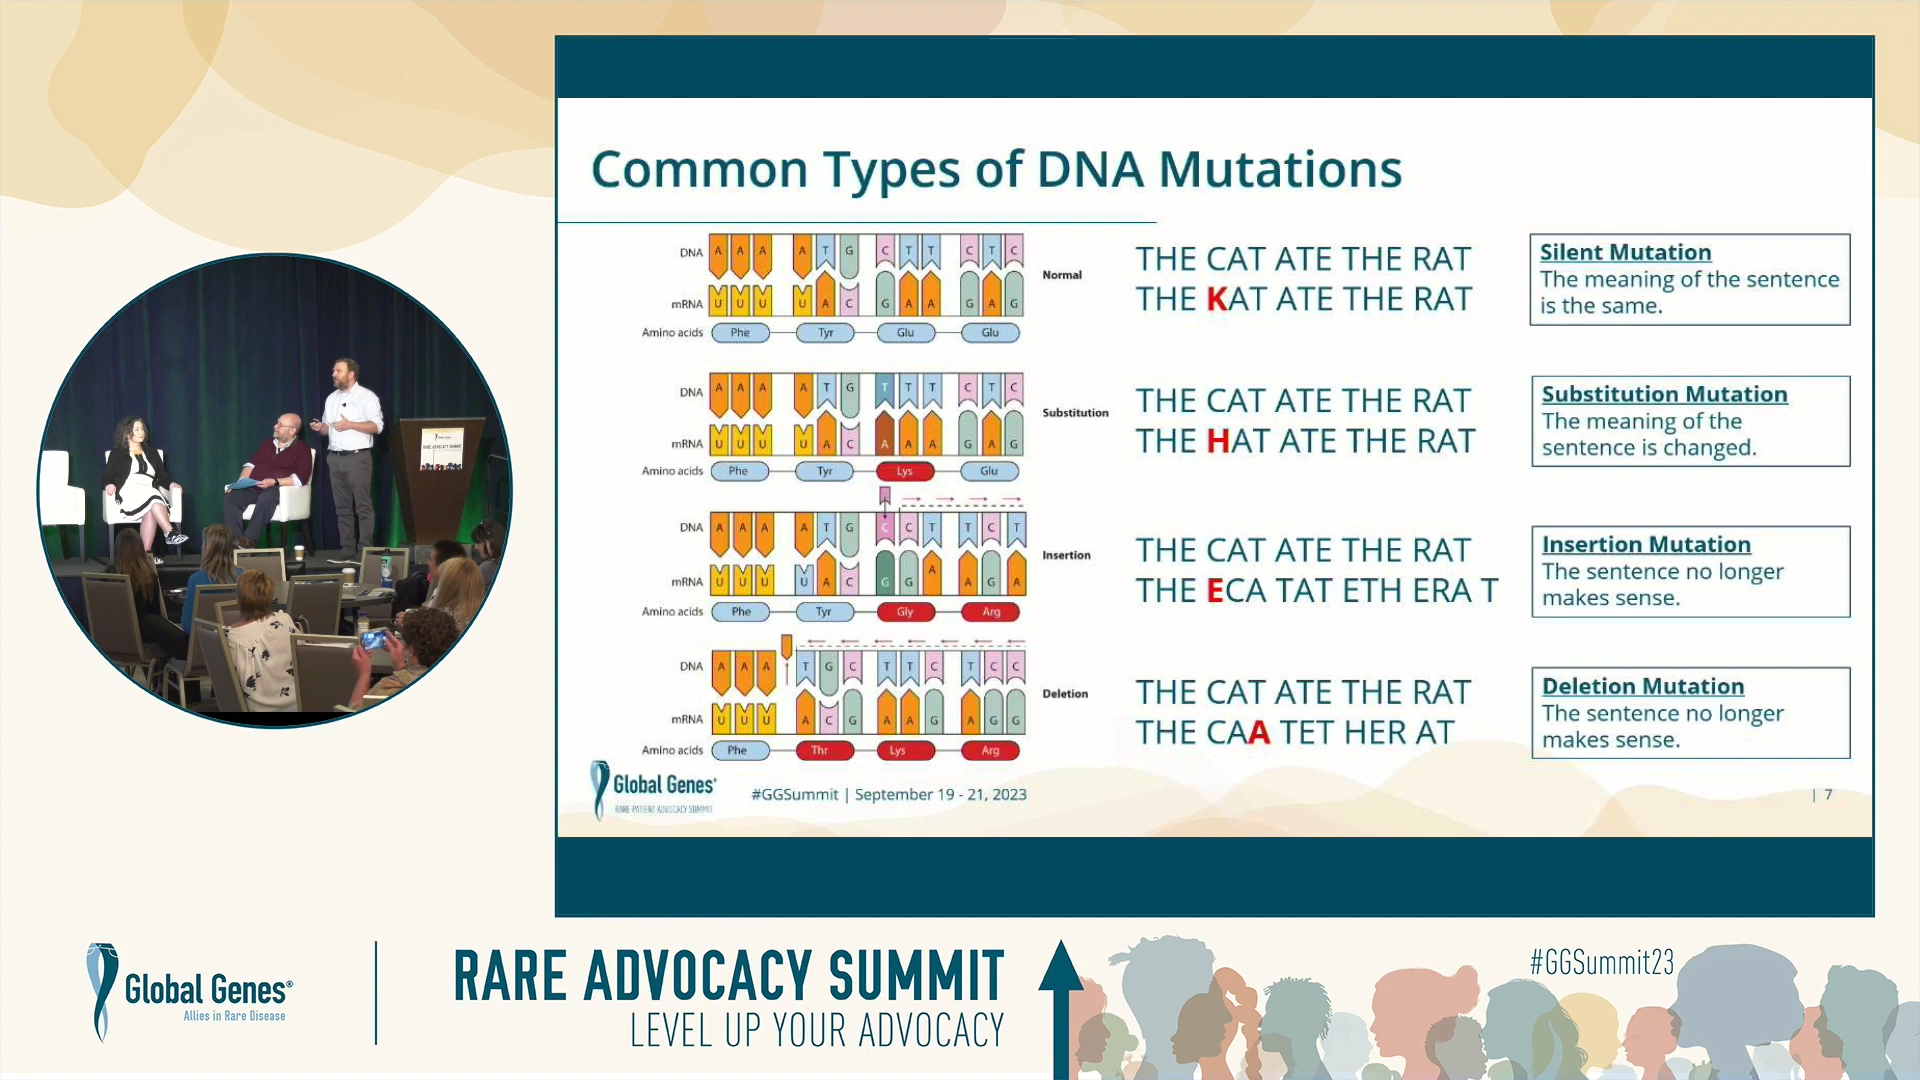 Common Types of DNA Mutations
DNA A A A A T G C T T C T C
mRNA U U U U A C G A A G A G
Amino acids Phe Tyr Glu Glu
Normal
THE CAT ATE THE RAT
THE KAT ATE THE RAT
Silent Mutation
The meaning of the sentence
is the same.
DNA A A A A T G T T T C T C
mRNA U U U U A C A A A G A G
Amino acids Phe Tyr Lys Glu
Substitution
THE CAT ATE THE RAT
THE HAT ATE THE RAT
Substitution Mutation
The meaning of the
sentence is changed.
DNA A A A A T G C C T T C T
mRNA U U U U A C G G A A G A
Amino acids Phe Tyr Gly Arg
Insertion
THE CAT ATE THE RAT
THE ECA TAT ETH ERA T
Insertion Mutation
The sentence no longer
makes sense.
DNA A A A T G C T T C T C C
mRNA U U U A C G A A G A G G
Amino acids Phe Thr Lys Arg
Deletion
THE CAT ATE THE RAT
THE CAA TET HER AT
Deletion Mutation
The sentence no longer
makes sense.
Global Genes®
RARE PATIENT ADVOCACY SUMMIT
#GGSummit | September 19 - 21, 2023
| 7
RARE ADVOCACY SUMMIT
Global Genes®
Allies in Rare Disease
RARE ADVOCACY SUMMIT
LEVEL UP YOUR ADVOCACY
#GGSummit23